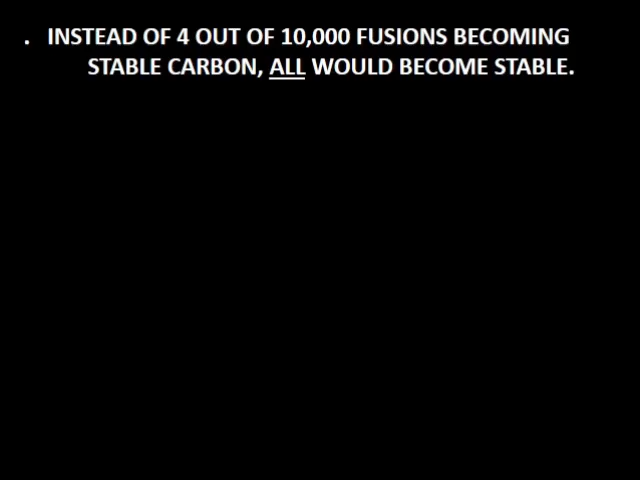 . INSTEAD OF 4 OUT OF 10,000 FUSIONS BECOMING
STABLE CARBON, ALL WOULD BECOME STABLE.